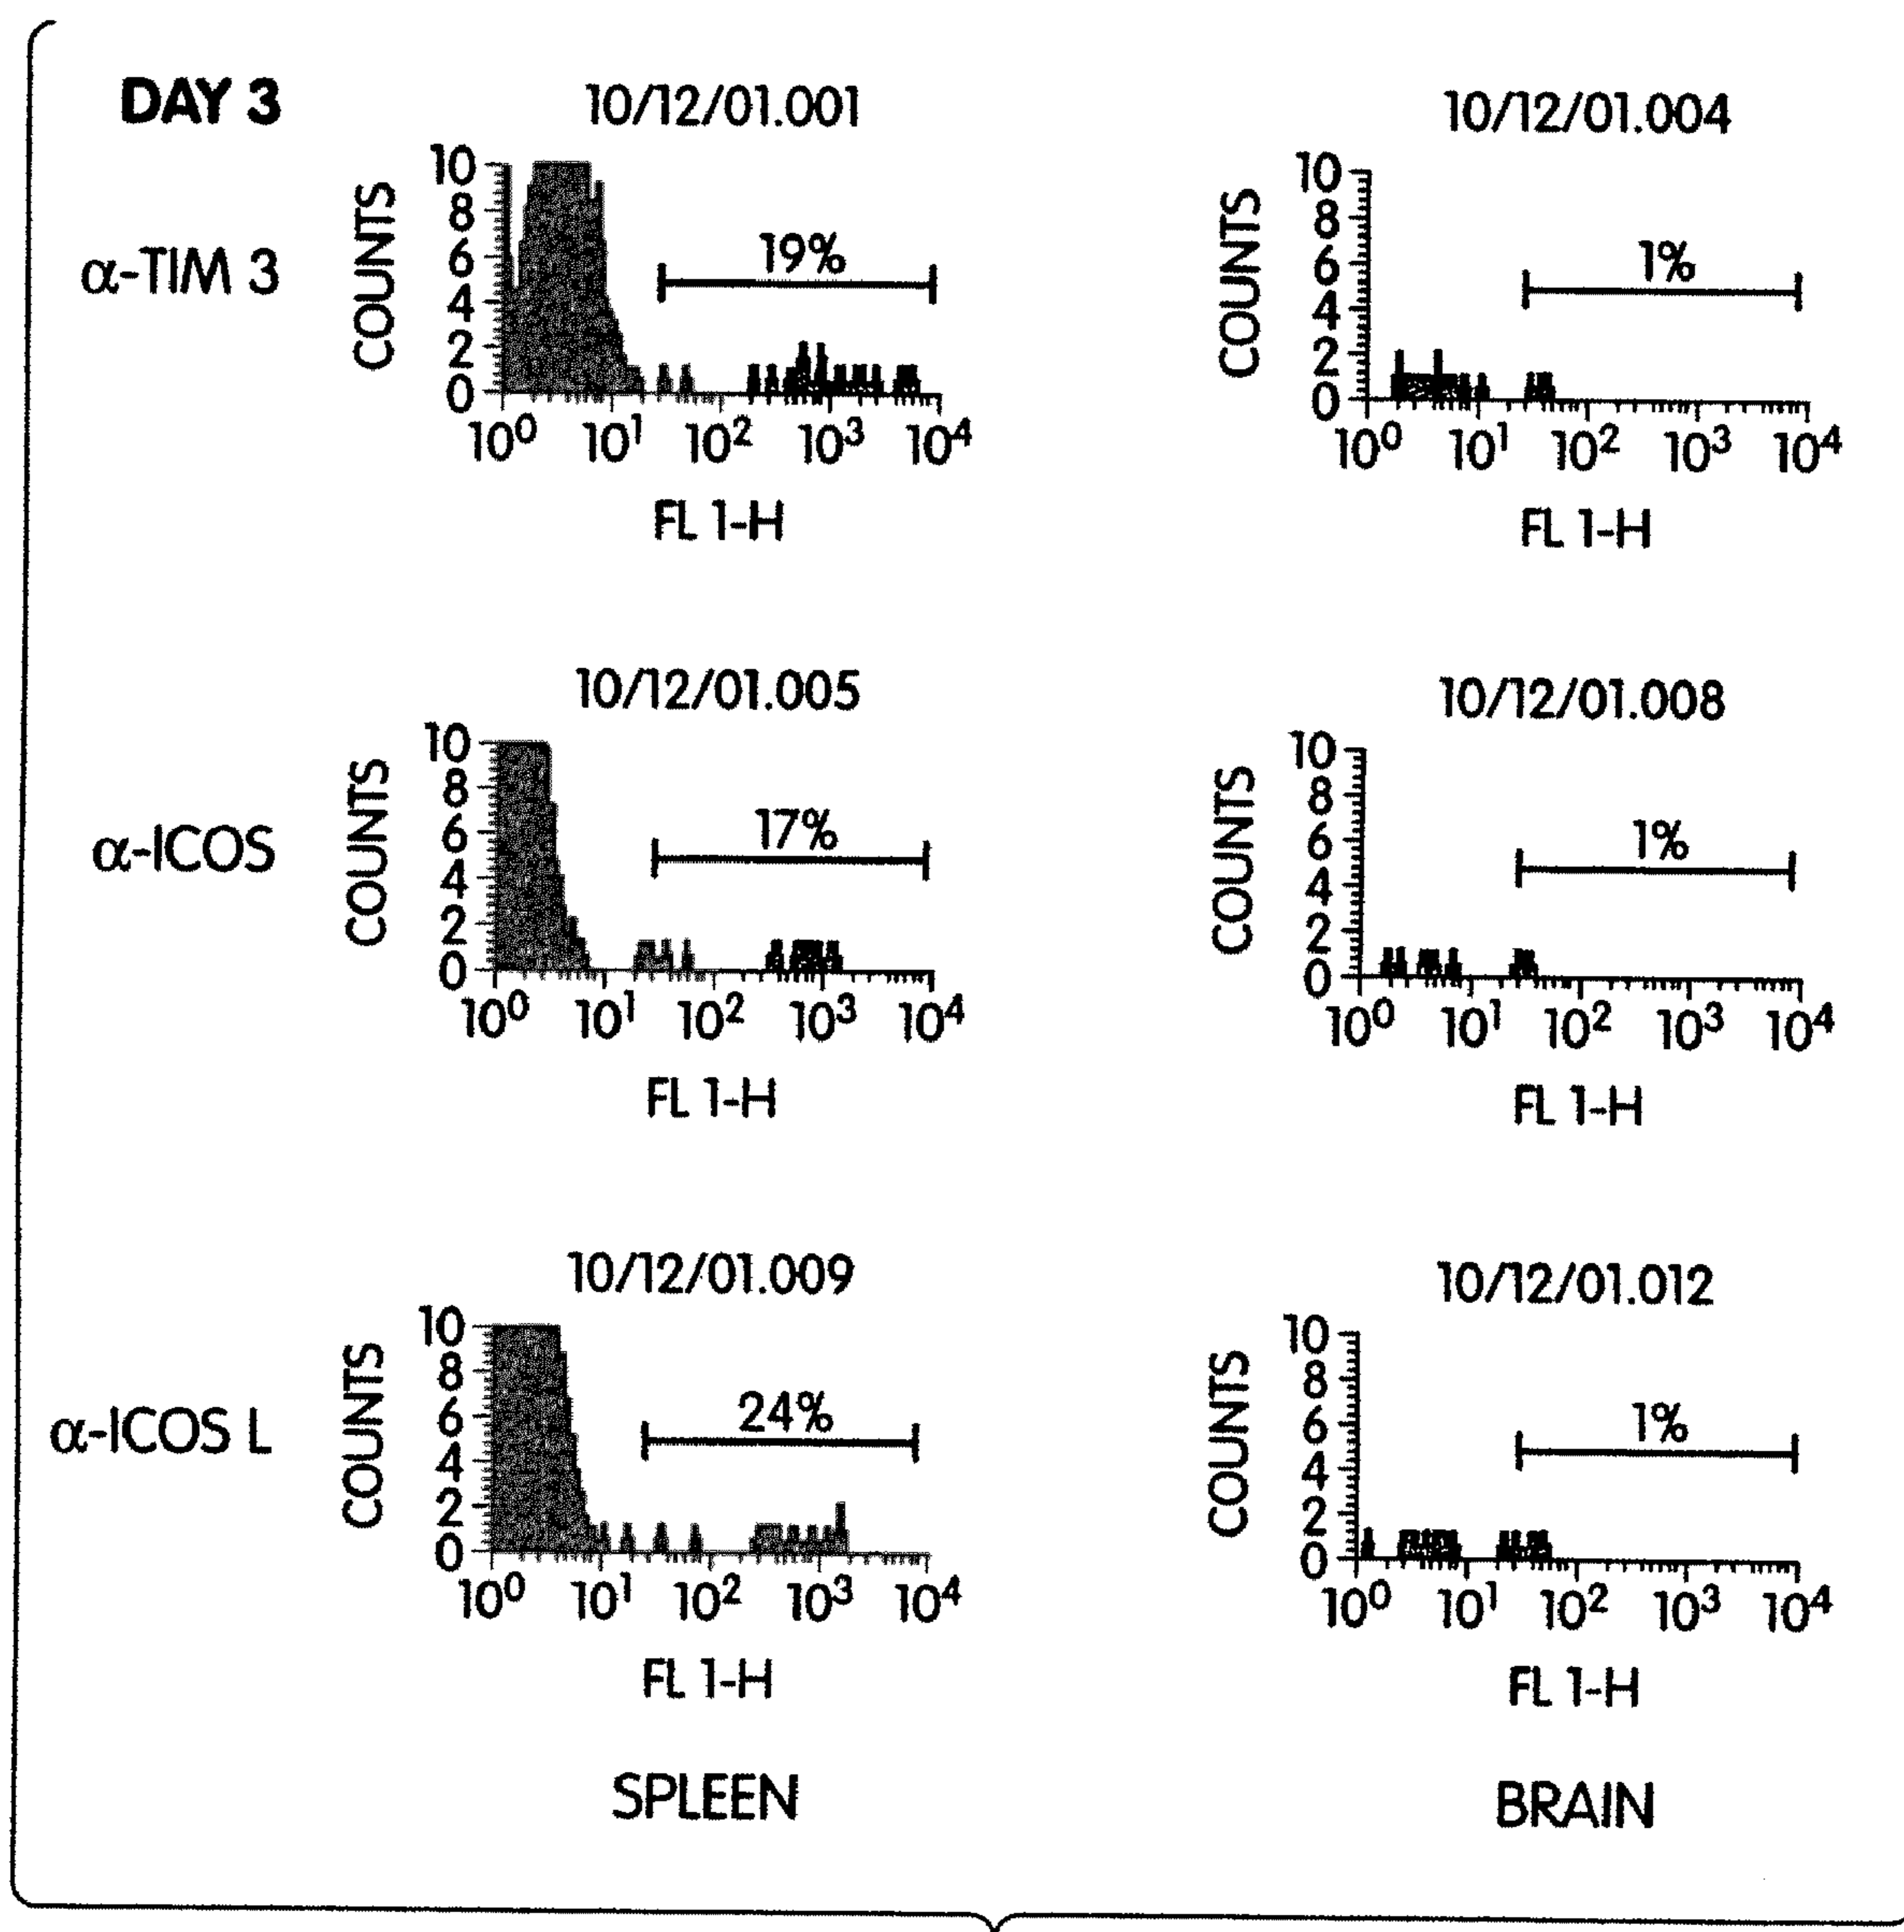 DAY 3
10/12/01.001
10/12/01.004
α-TIM 3
COUNTS
10
8
6
4
2
0
19%
10⁰ 10¹ 10² 10³ 10⁴
FL 1-H
COUNTS
10
8
6
4
2
0
1%
10⁰ 10¹ 10² 10³ 10⁴
FL 1-H
10/12/01.005
10/12/01.008
α-ICOS
COUNTS
10
8
6
4
2
0
17%
10⁰ 10¹ 10² 10³ 10⁴
FL 1-H
COUNTS
10
8
6
4
2
0
1%
10⁰ 10¹ 10² 10³ 10⁴
FL 1-H
10/12/01.009
10/12/01.012
α-ICOS L
COUNTS
10
8
6
4
2
0
24%
10⁰ 10¹ 10² 10³ 10⁴
FL 1-H
COUNTS
10
8
6
4
2
0
1%
10⁰ 10¹ 10² 10³ 10⁴
FL 1-H
SPLEEN
BRAIN